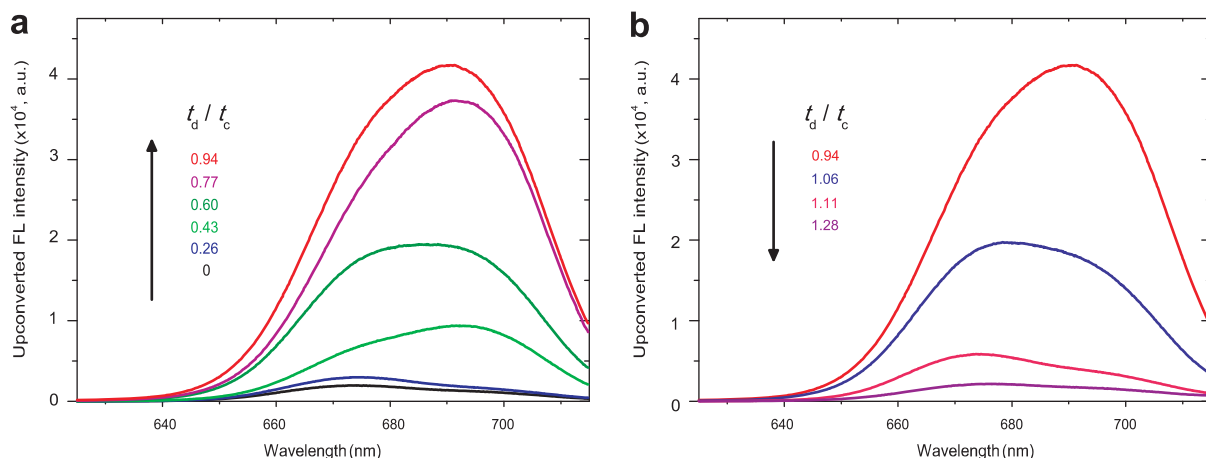 a
Upconverted FL intensity (x10⁴, a.u.)
4
3
2
1
0
t_d / t_c
0.94
0.77
0.60
0.43
0.26
0
640 660 680 700
Wavelength (nm)
b
Upconverted FL intensity (x10⁴, a.u.)
4
3
2
1
0
t_d / t_c
0.94
1.06
1.11
1.28
640 660 680 700
Wavelength (nm)